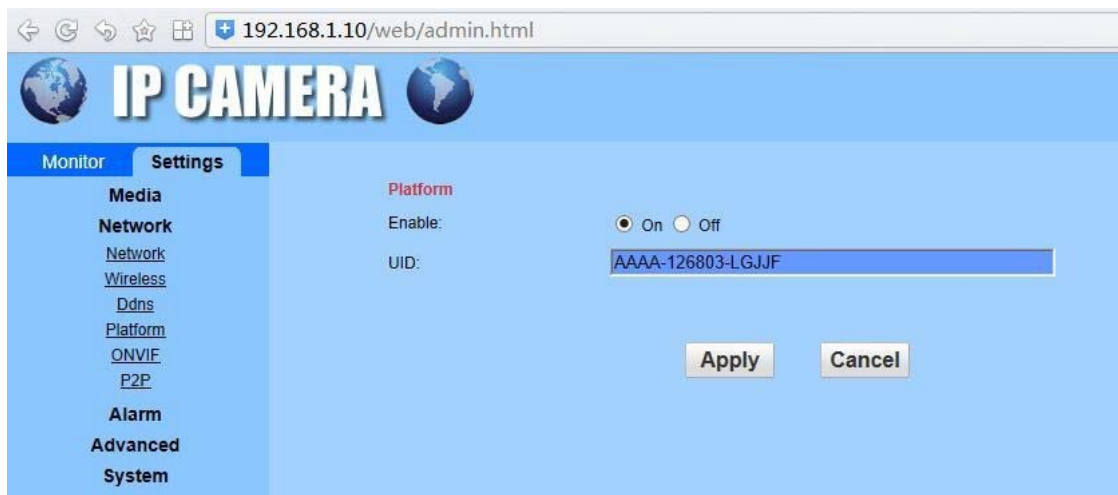 192.168.1.10/web/admin.html
IP CAMERA
Monitor Settings
Media
Network
Network
Wireless
Ddns
Platform
ONVIF
P2P
Alarm
Advanced
System
Platform
Enable: On Off
UID: AAAA-126803-LGJJF
Apply Cancel